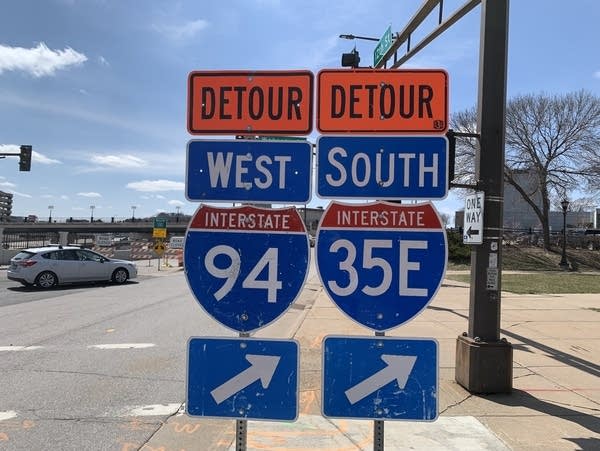 DETOUR
WEST
INTERSTATE
94
DETOUR
SOUTH
INTERSTATE
35E
ONE
WAY